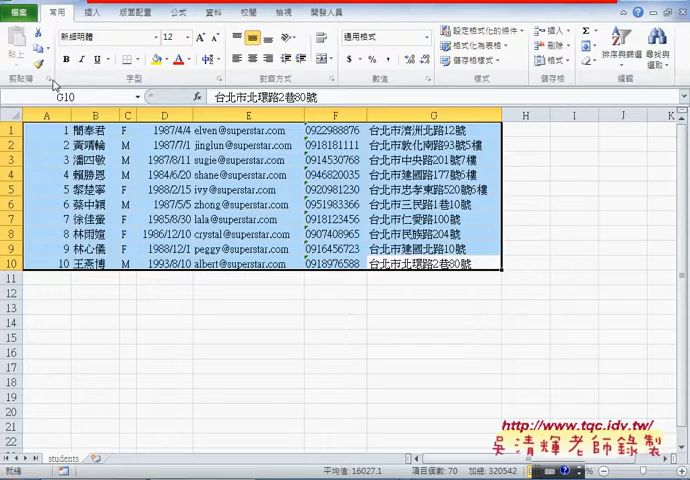 檔案 常用 插入 版面配置 公式 資料 校閱 檢視 開發人員
貼上 新細明體 12 通用格式 設定格式化的條件 插入
B I U $ % , 格式化為表格 刪除 排序與篩選 尋找與選取
儲存格樣式 格式
剪貼簿 字型 對齊方式 數值 樣式 儲存格 編輯
G10 fx 台北市北環路2巷80號
A B C D E F G H I J K
1 1 簡奉君 F 1987/4/4 elven@superstar.com 0922988876 台北市濱洲北路12號
2 2 黃靖輪 M 1987/7/1 jinglun@superstar.com 0918181111 台北市敦化南路93號5樓
3 3 潘四敬 M 1987/8/11 sugie@superstar.com 0914530768 台北市中央路201號7樓
4 4 賴勝恩 M 1984/6/20 shane@superstar.com 0946820035 台北市建國路177號6樓
5 5 黎楚寧 F 1988/2/15 ivy@superstar.com 0920981230 台北市忠孝東路520號6樓
6 6 蔡中穎 M 1987/5/5 zhong@superstar.com 0951983366 台北市三民路1巷10號
7 7 徐佳螢 F 1985/8/30 lala@superstar.com 0918123456 台北市仁愛路100號
8 8 林雨媗 F 1986/12/10 crystal@superstar.com 0907408965 台北市民族路204號
9 9 林心儀 F 1988/12/1 peggy@superstar.com 0916456723 台北市建國北路10號
10 10 王燕博 M 1993/8/10 albert@superstar.com 0918976588 台北市北環路2巷80號
11
12
13
14
15
16
17
18
19
20
21
22
http://www.tqc.idv.tw/
吳清輝老師錄製
students
就緒 平均值: 16027.1 項目個數: 70 加總: 320542